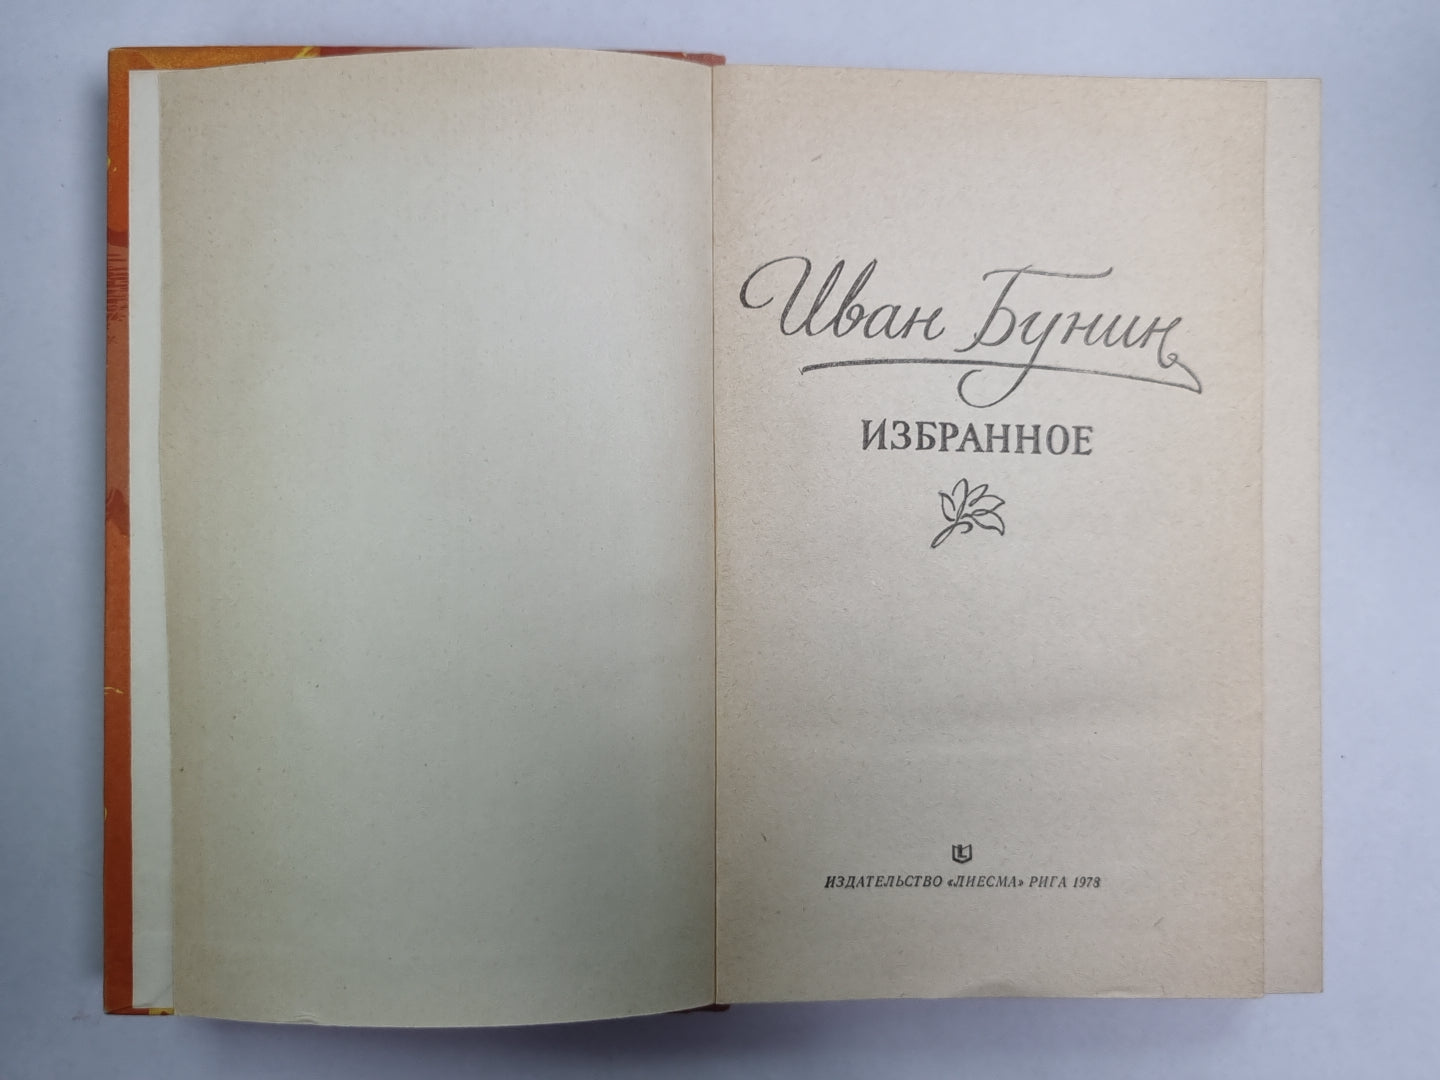 Иван Бунин
ИЗБРАННОЕ
L
ИЗДАТЕЛЬСТВО «ЛИЕСМА» РИГА 1978